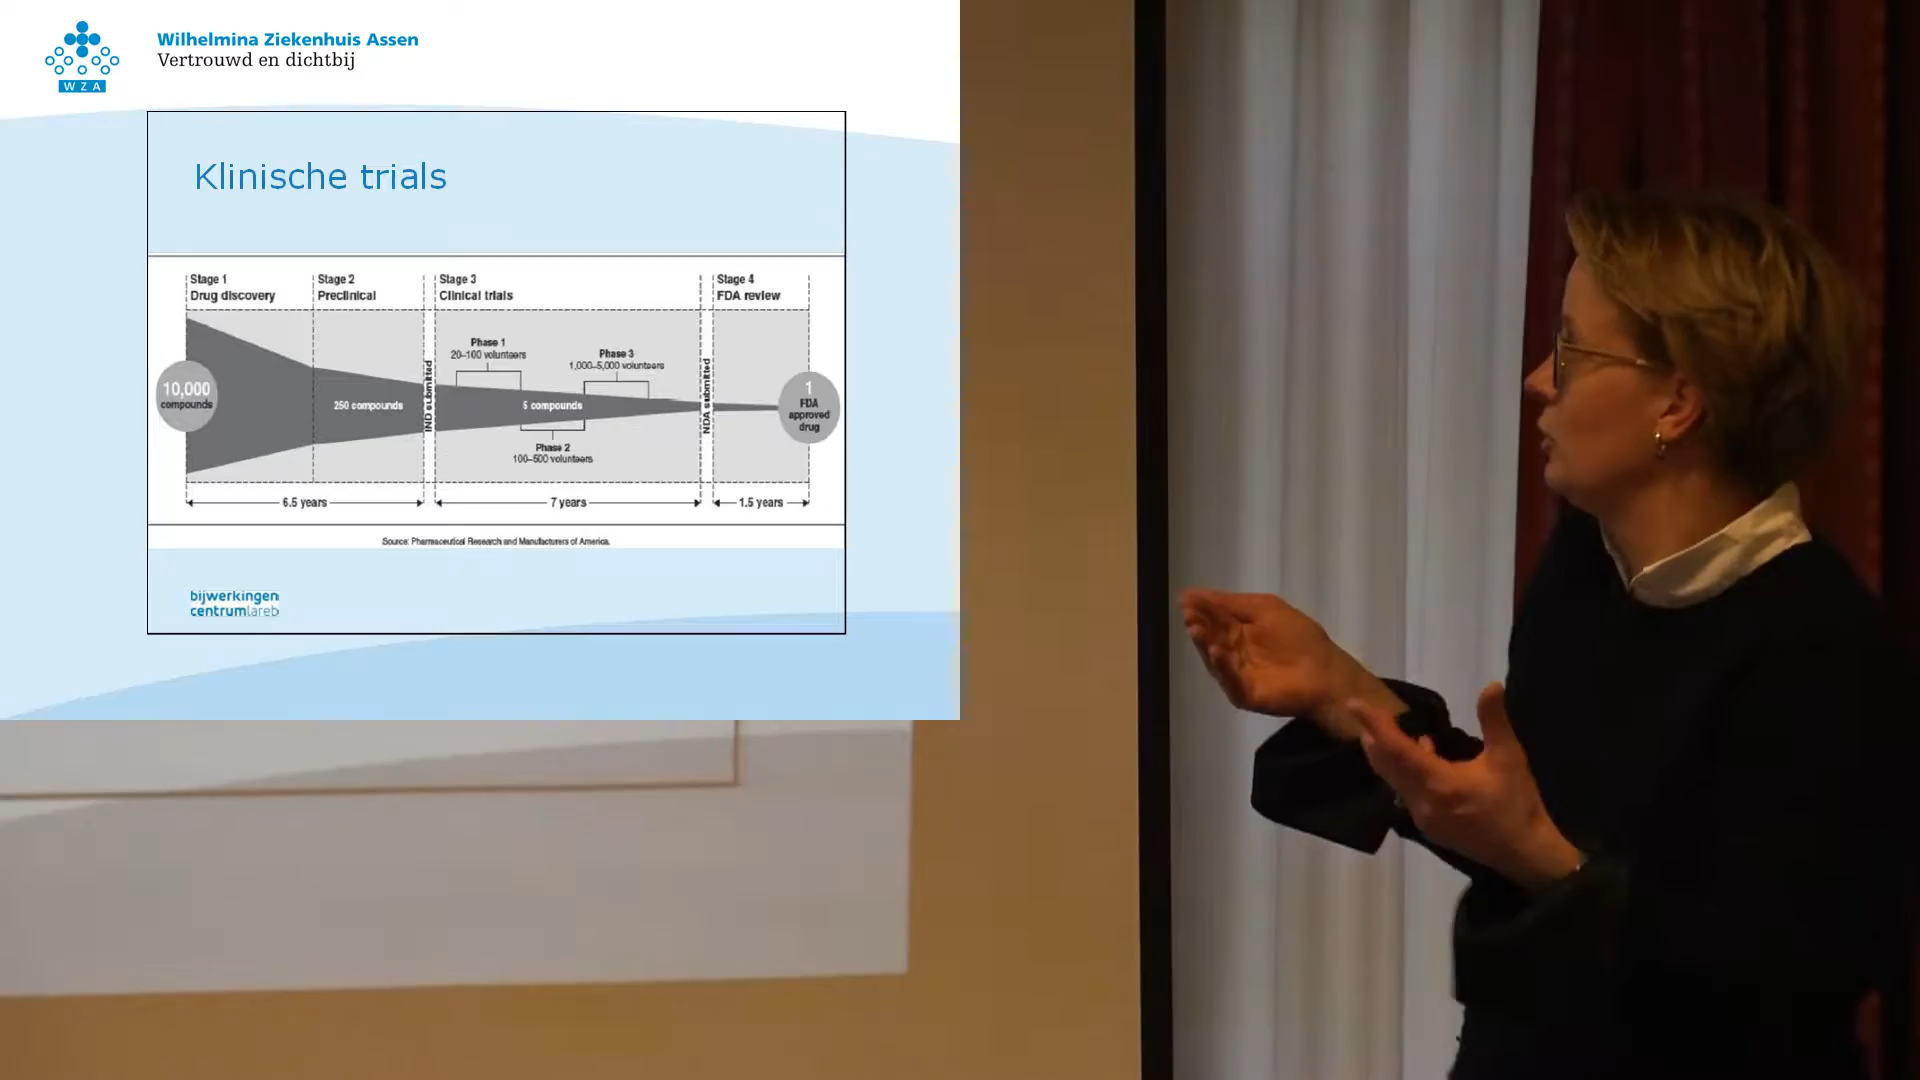 Wilhelmina Ziekenhuis Assen
Vertrouwd en dichtbij
W Z A
Klinische trials
Stage 1
Drug discovery
Stage 2
Preclinical
Stage 3
Clinical trials
Stage 4
FDA review
Phase 1
20–100 volunteers
Phase 3
1,000–5,000 volunteers
10,000
compounds
250 compounds
IND submitted
5 compounds
NDA submitted
1
FDA
approved
drug
Phase 2
100–500 volunteers
6.5 years
7 years
1.5 years
Source: Pharmaceutical Research and Manufacturers of America.
bijwerkingen
centrumlareb